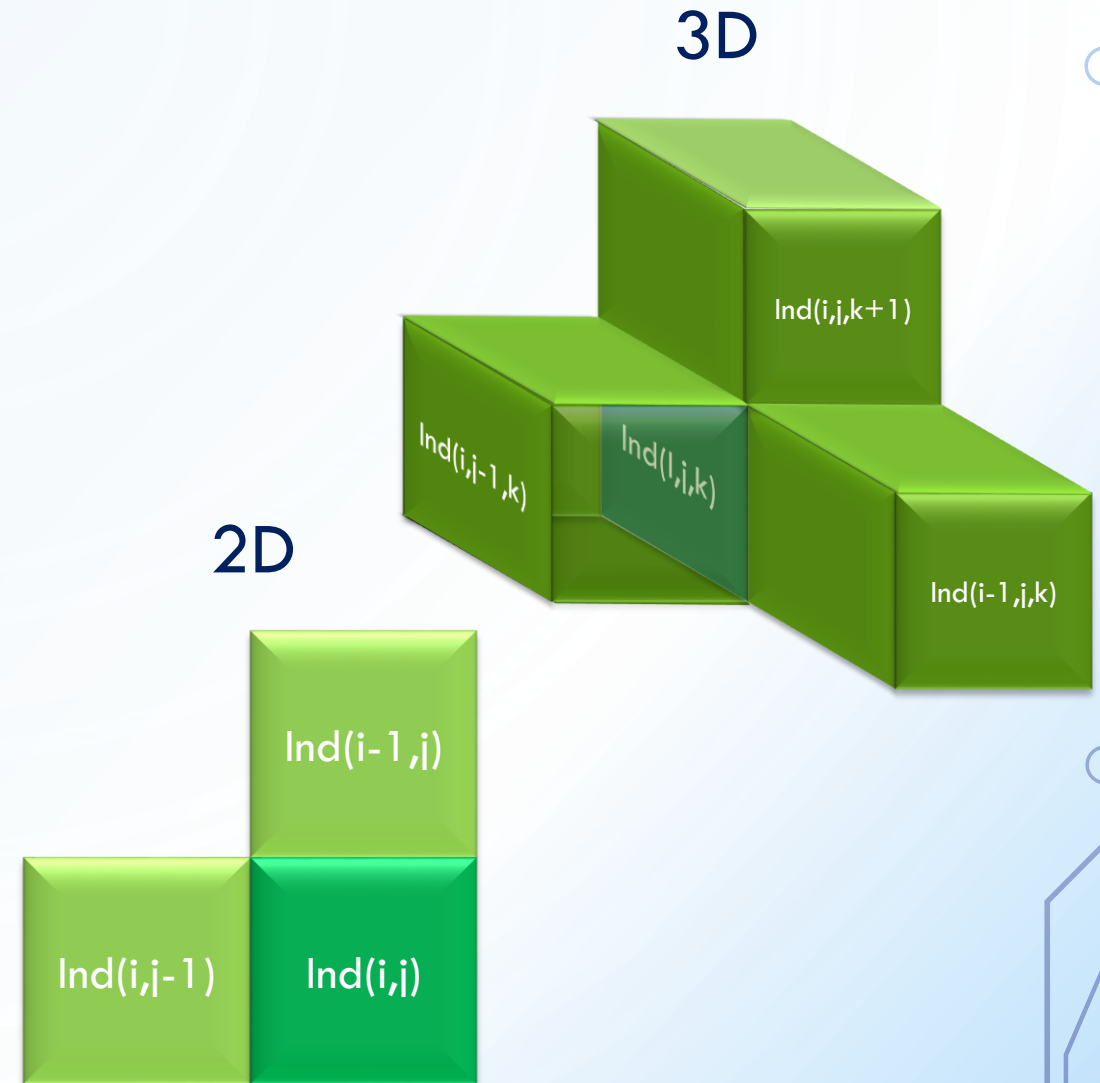 3D
Ind(i,j,k+1)
Ind(i,j-1,k)
Ind(I,j,k)
Ind(i-1,j,k)
2D
Ind(i-1,j)
Ind(i,j-1)
Ind(i,j)